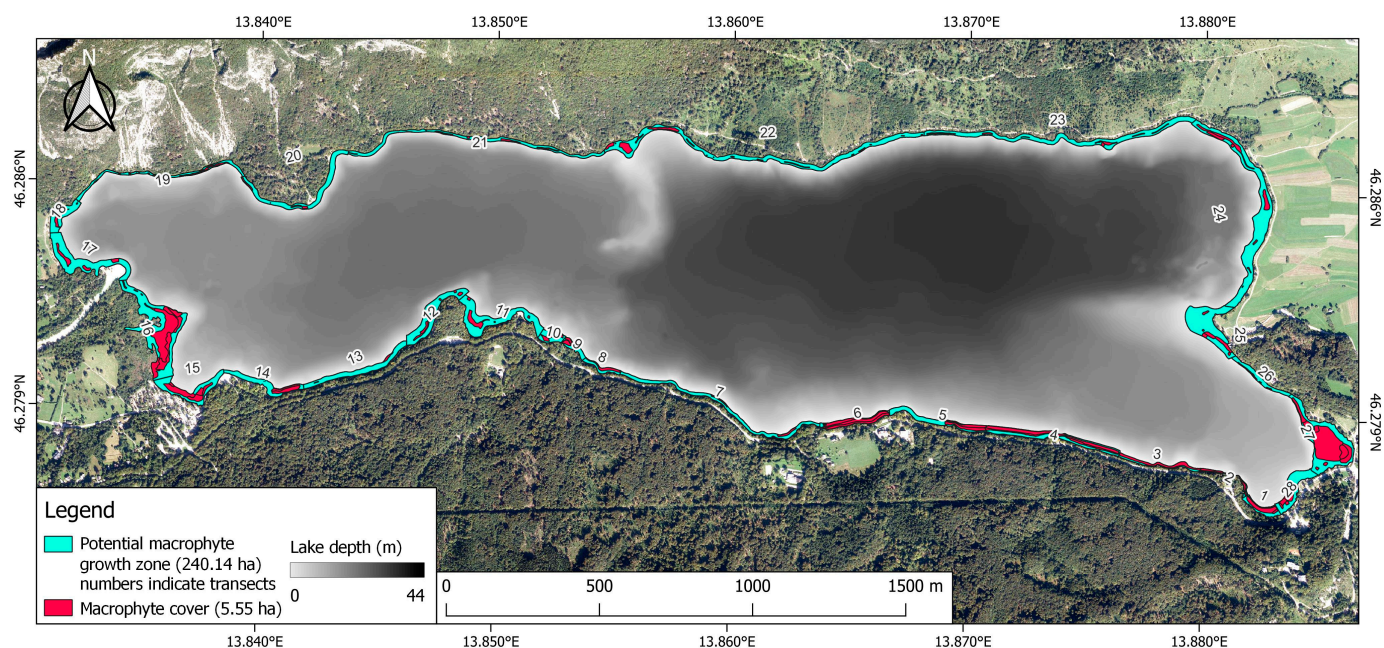 13.840°E 13.850°E 13.860°E 13.870°E 13.880°E
N
46.286°N
46.279°N
46.286°N
46.279°N
1
2
3
4
5
6
7
8
9
10
11
12
13
14
15
16
17
18
19
20
21
22
23
24
25
26
27
28
Legend
Potential macrophyte
growth zone (240.14 ha)
numbers indicate transects
Macrophyte cover (5.55 ha)
Lake depth (m)
0 44
0 500 1000 1500 m
13.840°E 13.850°E 13.860°E 13.870°E 13.880°E